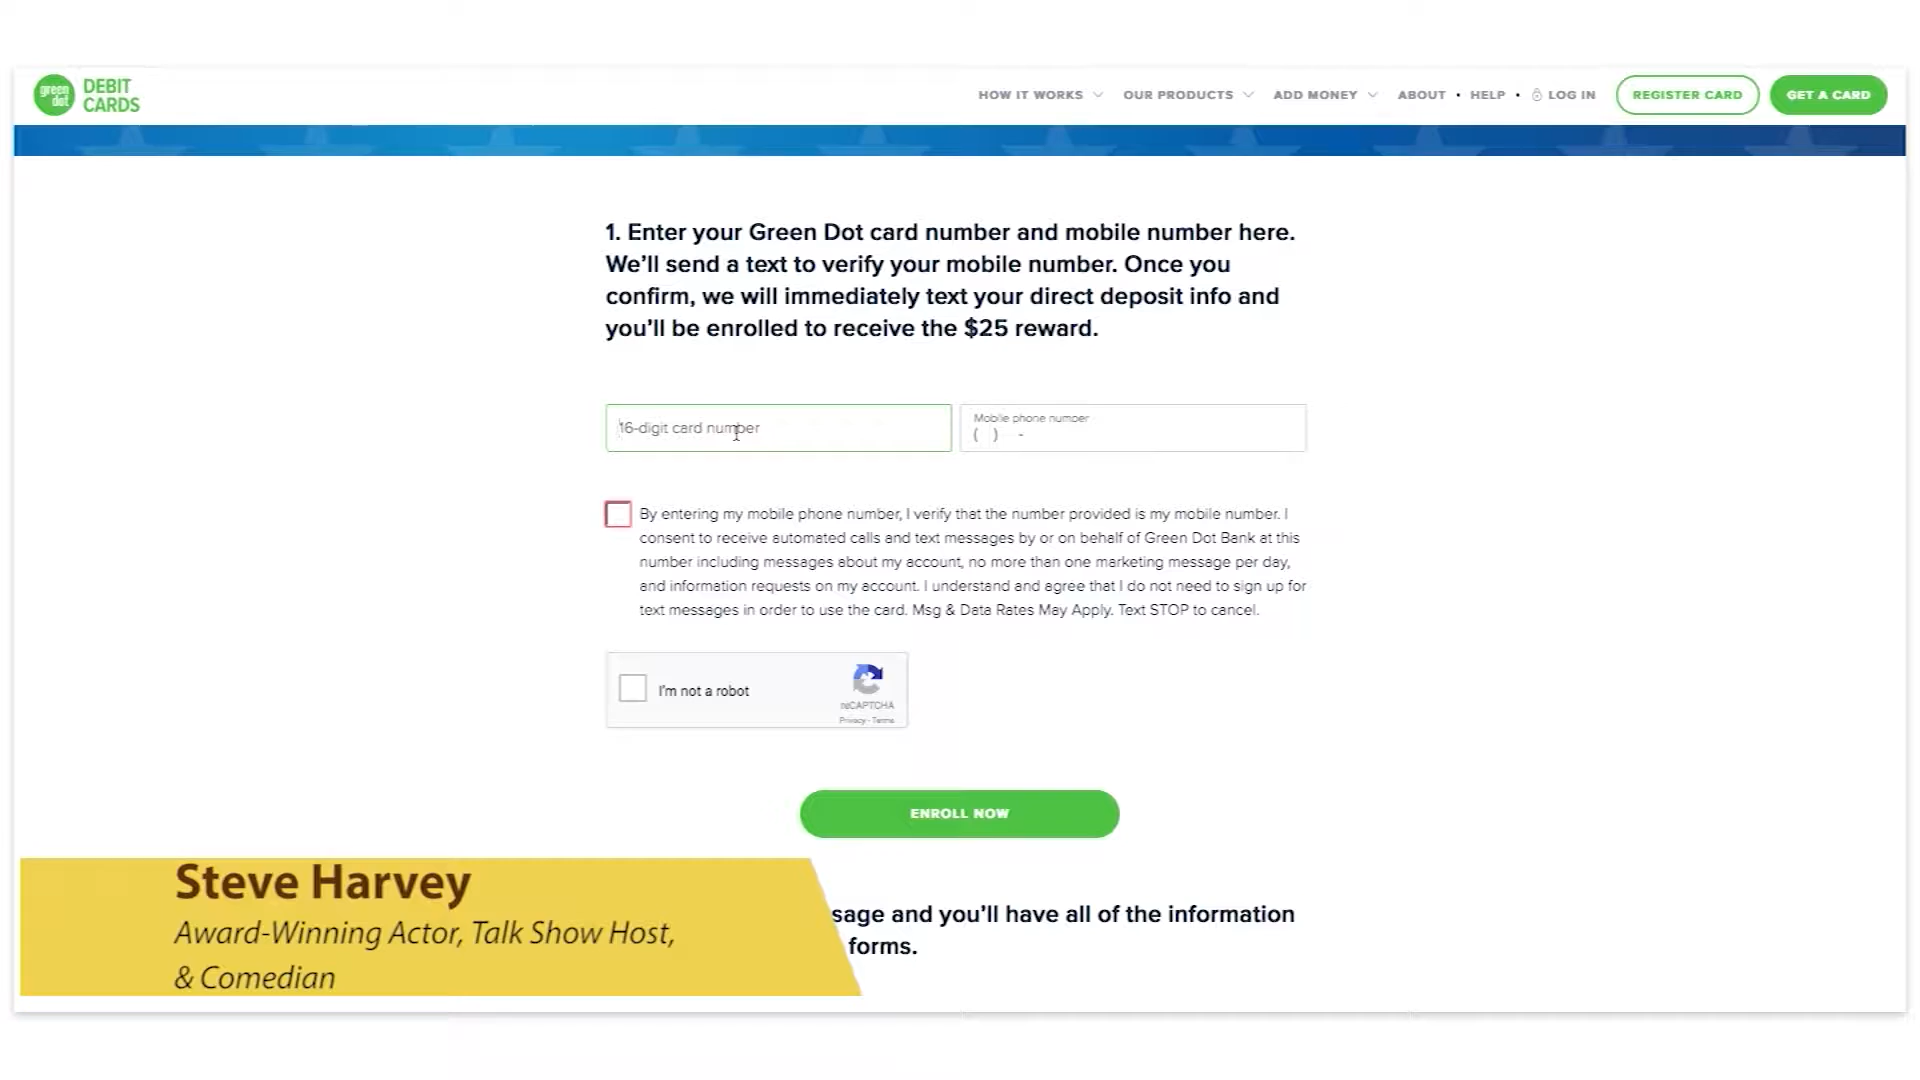 green
dot
DEBIT
CARDS
HOW IT WORKS
OUR PRODUCTS
ADD MONEY
ABOUT • HELP • LOG IN
REGISTER CARD
GET A CARD
1. Enter your Green Dot card number and mobile number here.
We’ll send a text to verify your mobile number. Once you
confirm, we will immediately text your direct deposit info and
you’ll be enrolled to receive the $25 reward.
16-digit card number
Mobile phone number
( ) -
By entering my mobile phone number, I verify that the number provided is my mobile number. I
consent to receive automated calls and text messages by or on behalf of Green Dot Bank at this
number including messages about my account, no more than one marketing message per day,
and information requests on my account. I understand and agree that I do not need to sign up for
text messages in order to use the card. Msg & Data Rates May Apply. Text STOP to cancel.
I'm not a robot
reCAPTCHA
Privacy - Terms
ENROLL NOW
sage and you’ll have all of the information
forms.
Steve Harvey
Award-Winning Actor, Talk Show Host,
& Comedian